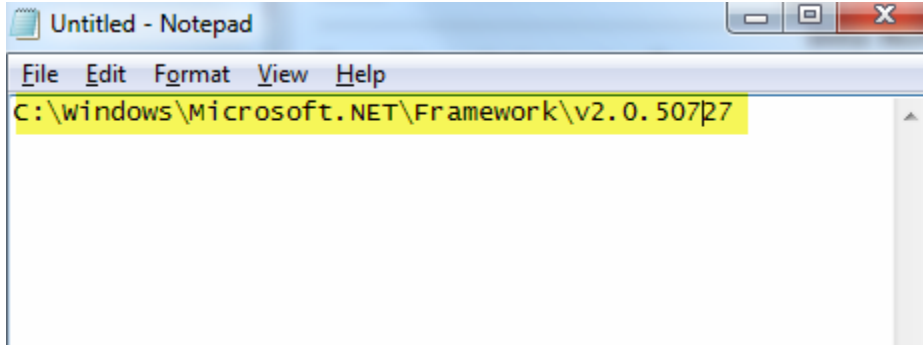 Untitled - Notepad
File Edit Format View Help
C:\Windows\Microsoft.NET\Framework\v2.0.50727